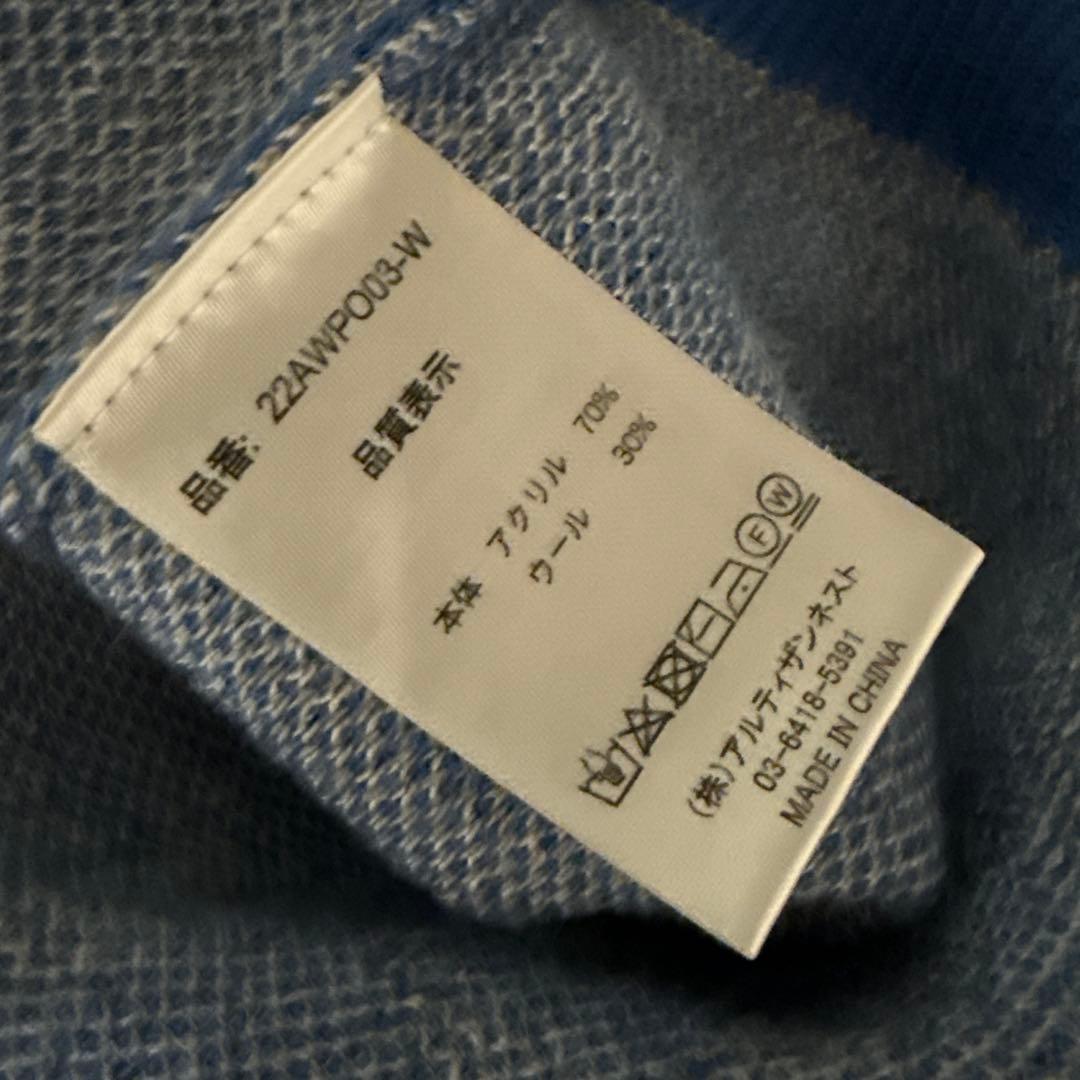 品番: 22AWPO03-W
品質表示
本体 アクリル 70%
ウール 30%
F W
(株)アルティザンネスト
03-6418-5391
MADE IN CHINA